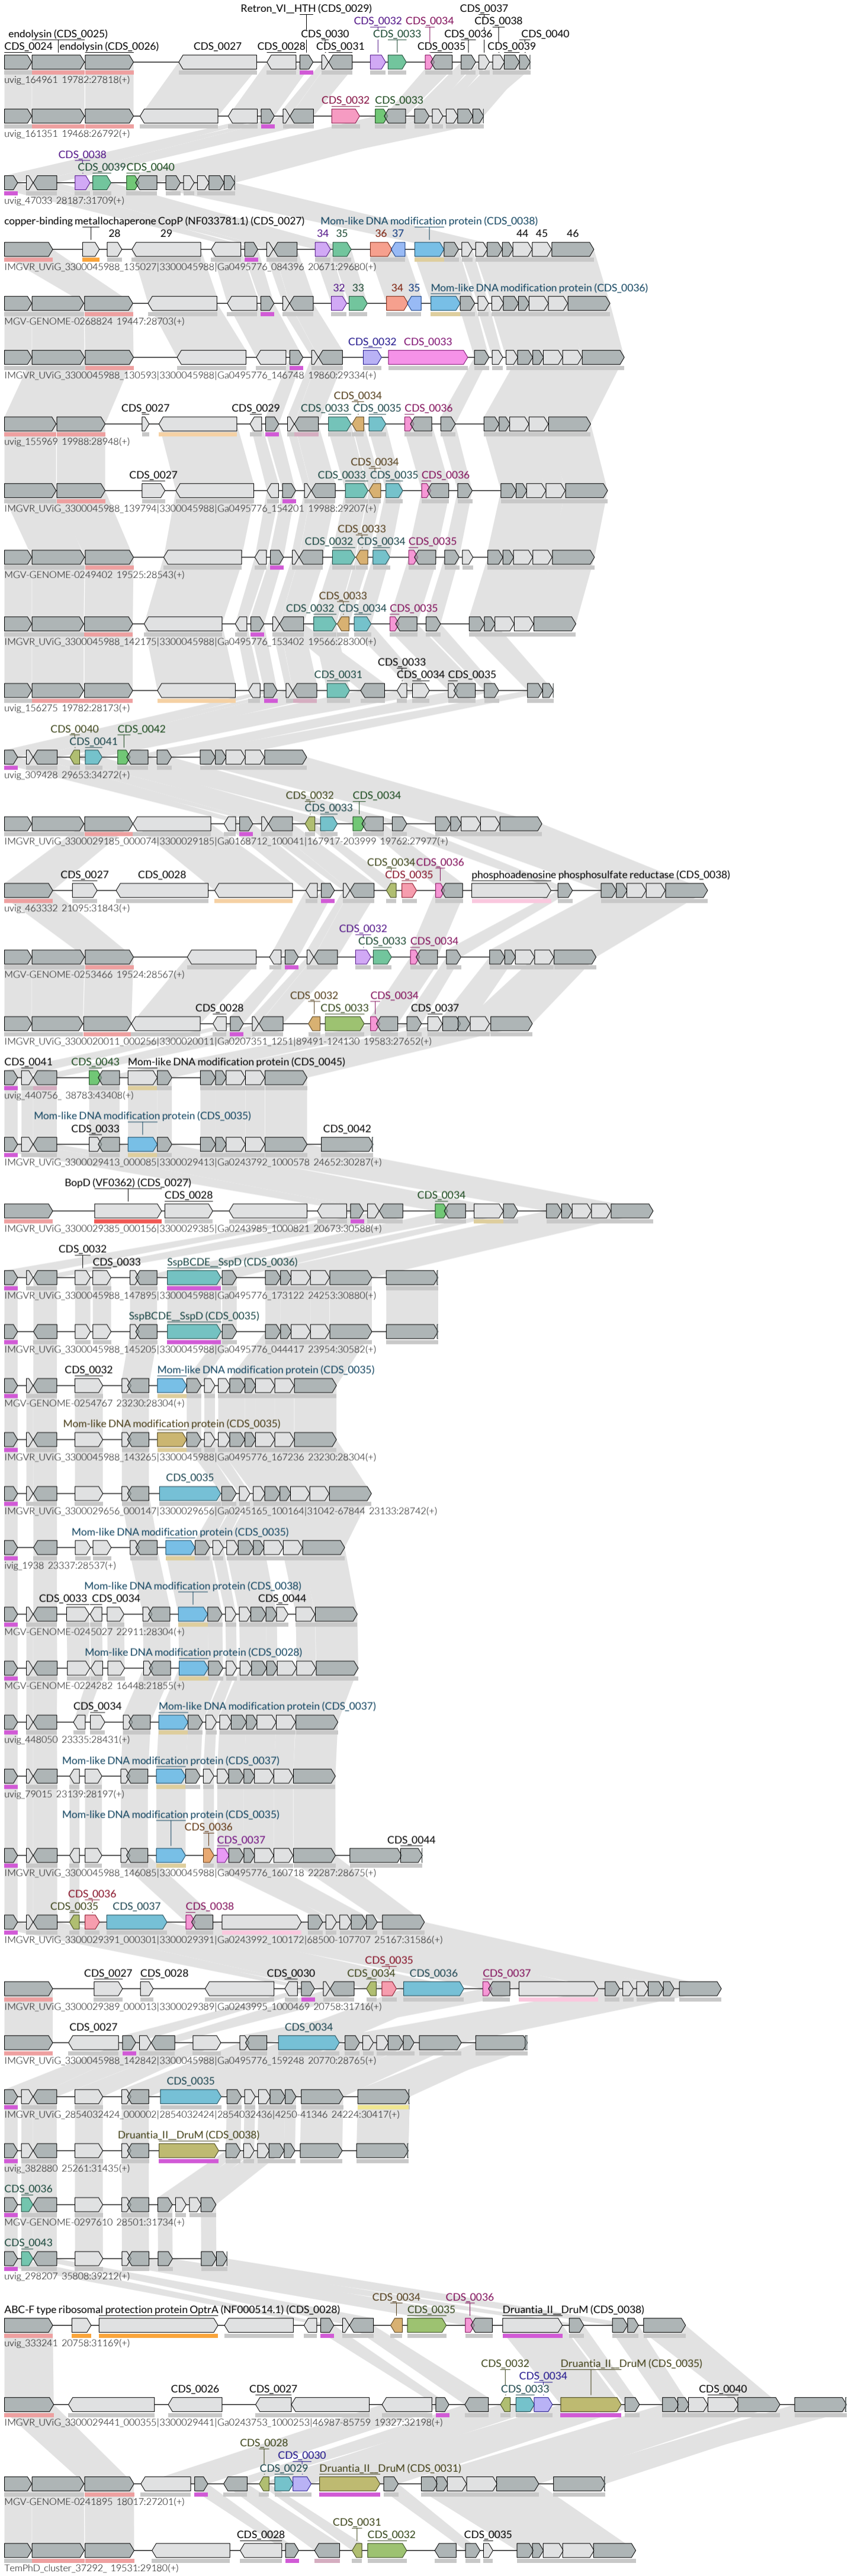 Retron_VI__HTH (CDS_0029)
CDS_0037
CDS_0032 CDS_0034 CDS_0038
endolysin (CDS_0025) CDS_0030 CDS_0033 CDS_0036 CDS_0040
CDS_0024 endolysin (CDS_0026) CDS_0027 CDS_0028 CDS_0031 CDS_0035 CDS_0039
uvig_164961 19782:27818(+)
CDS_0032 CDS_0033
uvig_161351 19468:26792(+)
CDS_0038
CDS_0039 CDS_0040
uvig_47033 28187:31709(+)
copper-binding metallochaperone CopP (NF033781.1) (CDS_0027) Mom-like DNA modification protein (CDS_0038)
28 29 34 35 36 37 44 45 46
IMGVR_UViG_3300045988_135027|3300045988|Ga0495776_084396 20671:29680(+)
32 33 34 35 Mom-like DNA modification protein (CDS_0036)
MGV-GENOME-0268824 19447:28703(+)
CDS_0032 CDS_0033
IMGVR_UViG_3300045988_130593|3300045988|Ga0495776_146748 19860:29334(+)
CDS_0034
CDS_0027 CDS_0029 CDS_0033 CDS_0035 CDS_0036
uvig_155969 19988:28948(+)
CDS_0034
CDS_0027 CDS_0033 CDS_0035 CDS_0036
IMGVR_UViG_3300045988_139794|3300045988|Ga0495776_154201 19988:29207(+)
CDS_0033
CDS_0032 CDS_0034 CDS_0035
MGV-GENOME-0249402 19525:28543(+)
CDS_0033
CDS_0032 CDS_0034 CDS_0035
IMGVR_UViG_3300045988_142175|3300045988|Ga0495776_153402 19566:28300(+)
CDS_0033
CDS_0031 CDS_0034 CDS_0035
uvig_156275 19782:28173(+)
CDS_0040 CDS_0042
CDS_0041
uvig_309428 29653:34272(+)
CDS_0032 CDS_0034
CDS_0033
IMGVR_UViG_3300029185_000074|3300029185|Ga0168712_100041|167917-203999 19762:27977(+)
CDS_0034 CDS_0036
CDS_0027 CDS_0028 CDS_0035 phosphoadenosine phosphosulfate reductase (CDS_0038)
uvig_463332 21095:31843(+)
CDS_0032
CDS_0033 CDS_0034
MGV-GENOME-0253466 19524:28567(+)
CDS_0032 CDS_0034
CDS_0028 CDS_0033 CDS_0037
IMGVR_UViG_3300020011_000256|3300020011|Ga0207351_1251|89491-124130 19583:27652(+)
CDS_0041 CDS_0043 Mom-like DNA modification protein (CDS_0045)
uvig_440756_ 38783:43408(+)
Mom-like DNA modification protein (CDS_0035)
CDS_0033 CDS_0042
IMGVR_UViG_3300029413_000085|3300029413|Ga0243792_1000578 24652:30287(+)
BopD (VF0362) (CDS_0027)
CDS_0028 CDS_0034
IMGVR_UViG_3300029385_000156|3300029385|Ga0243985_1000821 20673:30588(+)
CDS_0032
CDS_0033 SspBCDE__SspD (CDS_0036)
IMGVR_UViG_3300045988_147895|3300045988|Ga0495776_173122 24253:30880(+)
SspBCDE__SspD (CDS_0035)
IMGVR_UViG_3300045988_145205|3300045988|Ga0495776_044417 23954:30582(+)
CDS_0032 Mom-like DNA modification protein (CDS_0035)
MGV-GENOME-0254767 23230:28304(+)
Mom-like DNA modification protein (CDS_0035)
IMGVR_UViG_3300045988_143265|3300045988|Ga0495776_167236 23230:28304(+)
CDS_0035
IMGVR_UViG_3300029656_000147|3300029656|Ga0245165_100164|31042-67844 23133:28742(+)
Mom-like DNA modification protein (CDS_0035)
ivig_1938 23337:28537(+)
Mom-like DNA modification protein (CDS_0038)
CDS_0033 CDS_0034 CDS_0044
MGV-GENOME-0245027 22911:28304(+)
Mom-like DNA modification protein (CDS_0028)
MGV-GENOME-0224282 16448:21855(+)
CDS_0034 Mom-like DNA modification protein (CDS_0037)
uvig_448050 23335:28431(+)
Mom-like DNA modification protein (CDS_0037)
uvig_79015 23139:28197(+)
Mom-like DNA modification protein (CDS_0035)
CDS_0036
CDS_0037 CDS_0044
IMGVR_UViG_3300045988_146085|3300045988|Ga0495776_160718 22287:28675(+)
CDS_0036
CDS_0035 CDS_0037 CDS_0038
IMGVR_UViG_3300029391_000301|3300029391|Ga0243992_100172|68500-107707 25167:31586(+)
CDS_0035
CDS_0027 CDS_0028 CDS_0030 CDS_0034 CDS_0036 CDS_0037
IMGVR_UViG_3300029389_000013|3300029389|Ga0243995_1000469 20758:31716(+)
CDS_0027 CDS_0034
IMGVR_UViG_3300045988_142842|3300045988|Ga0495776_159248 20770:28765(+)
CDS_0035
IMGVR_UViG_2854032424_000002|2854032424|2854032436|4250-41346 24224:30417(+)
Druantia_II__DruM (CDS_0038)
uvig_382880 25261:31435(+)
CDS_0036
MGV-GENOME-0297610 28501:31734(+)
CDS_0043
uvig_298207 35808:39212(+)
CDS_0034 CDS_0036
ABC-F type ribosomal protection protein OptrA (NF000514.1) (CDS_0028) CDS_0035 Druantia_II__DruM (CDS_0038)
uvig_333241 20758:31169(+)
CDS_0032 Druantia_II__DruM (CDS_0035)
CDS_0034
CDS_0026 CDS_0027 CDS_0033 CDS_0040
IMGVR_UViG_3300029441_000355|3300029441|Ga0243753_1000253|46987-85759 19327:32198(+)
CDS_0028
CDS_0030
CDS_0029 Druantia_II__DruM (CDS_0031)
MGV-GENOME-0241895 18017:27201(+)
CDS_0031
CDS_0028 CDS_0032 CDS_0035
TemPhD_cluster_37292_ 19531:29180(+)